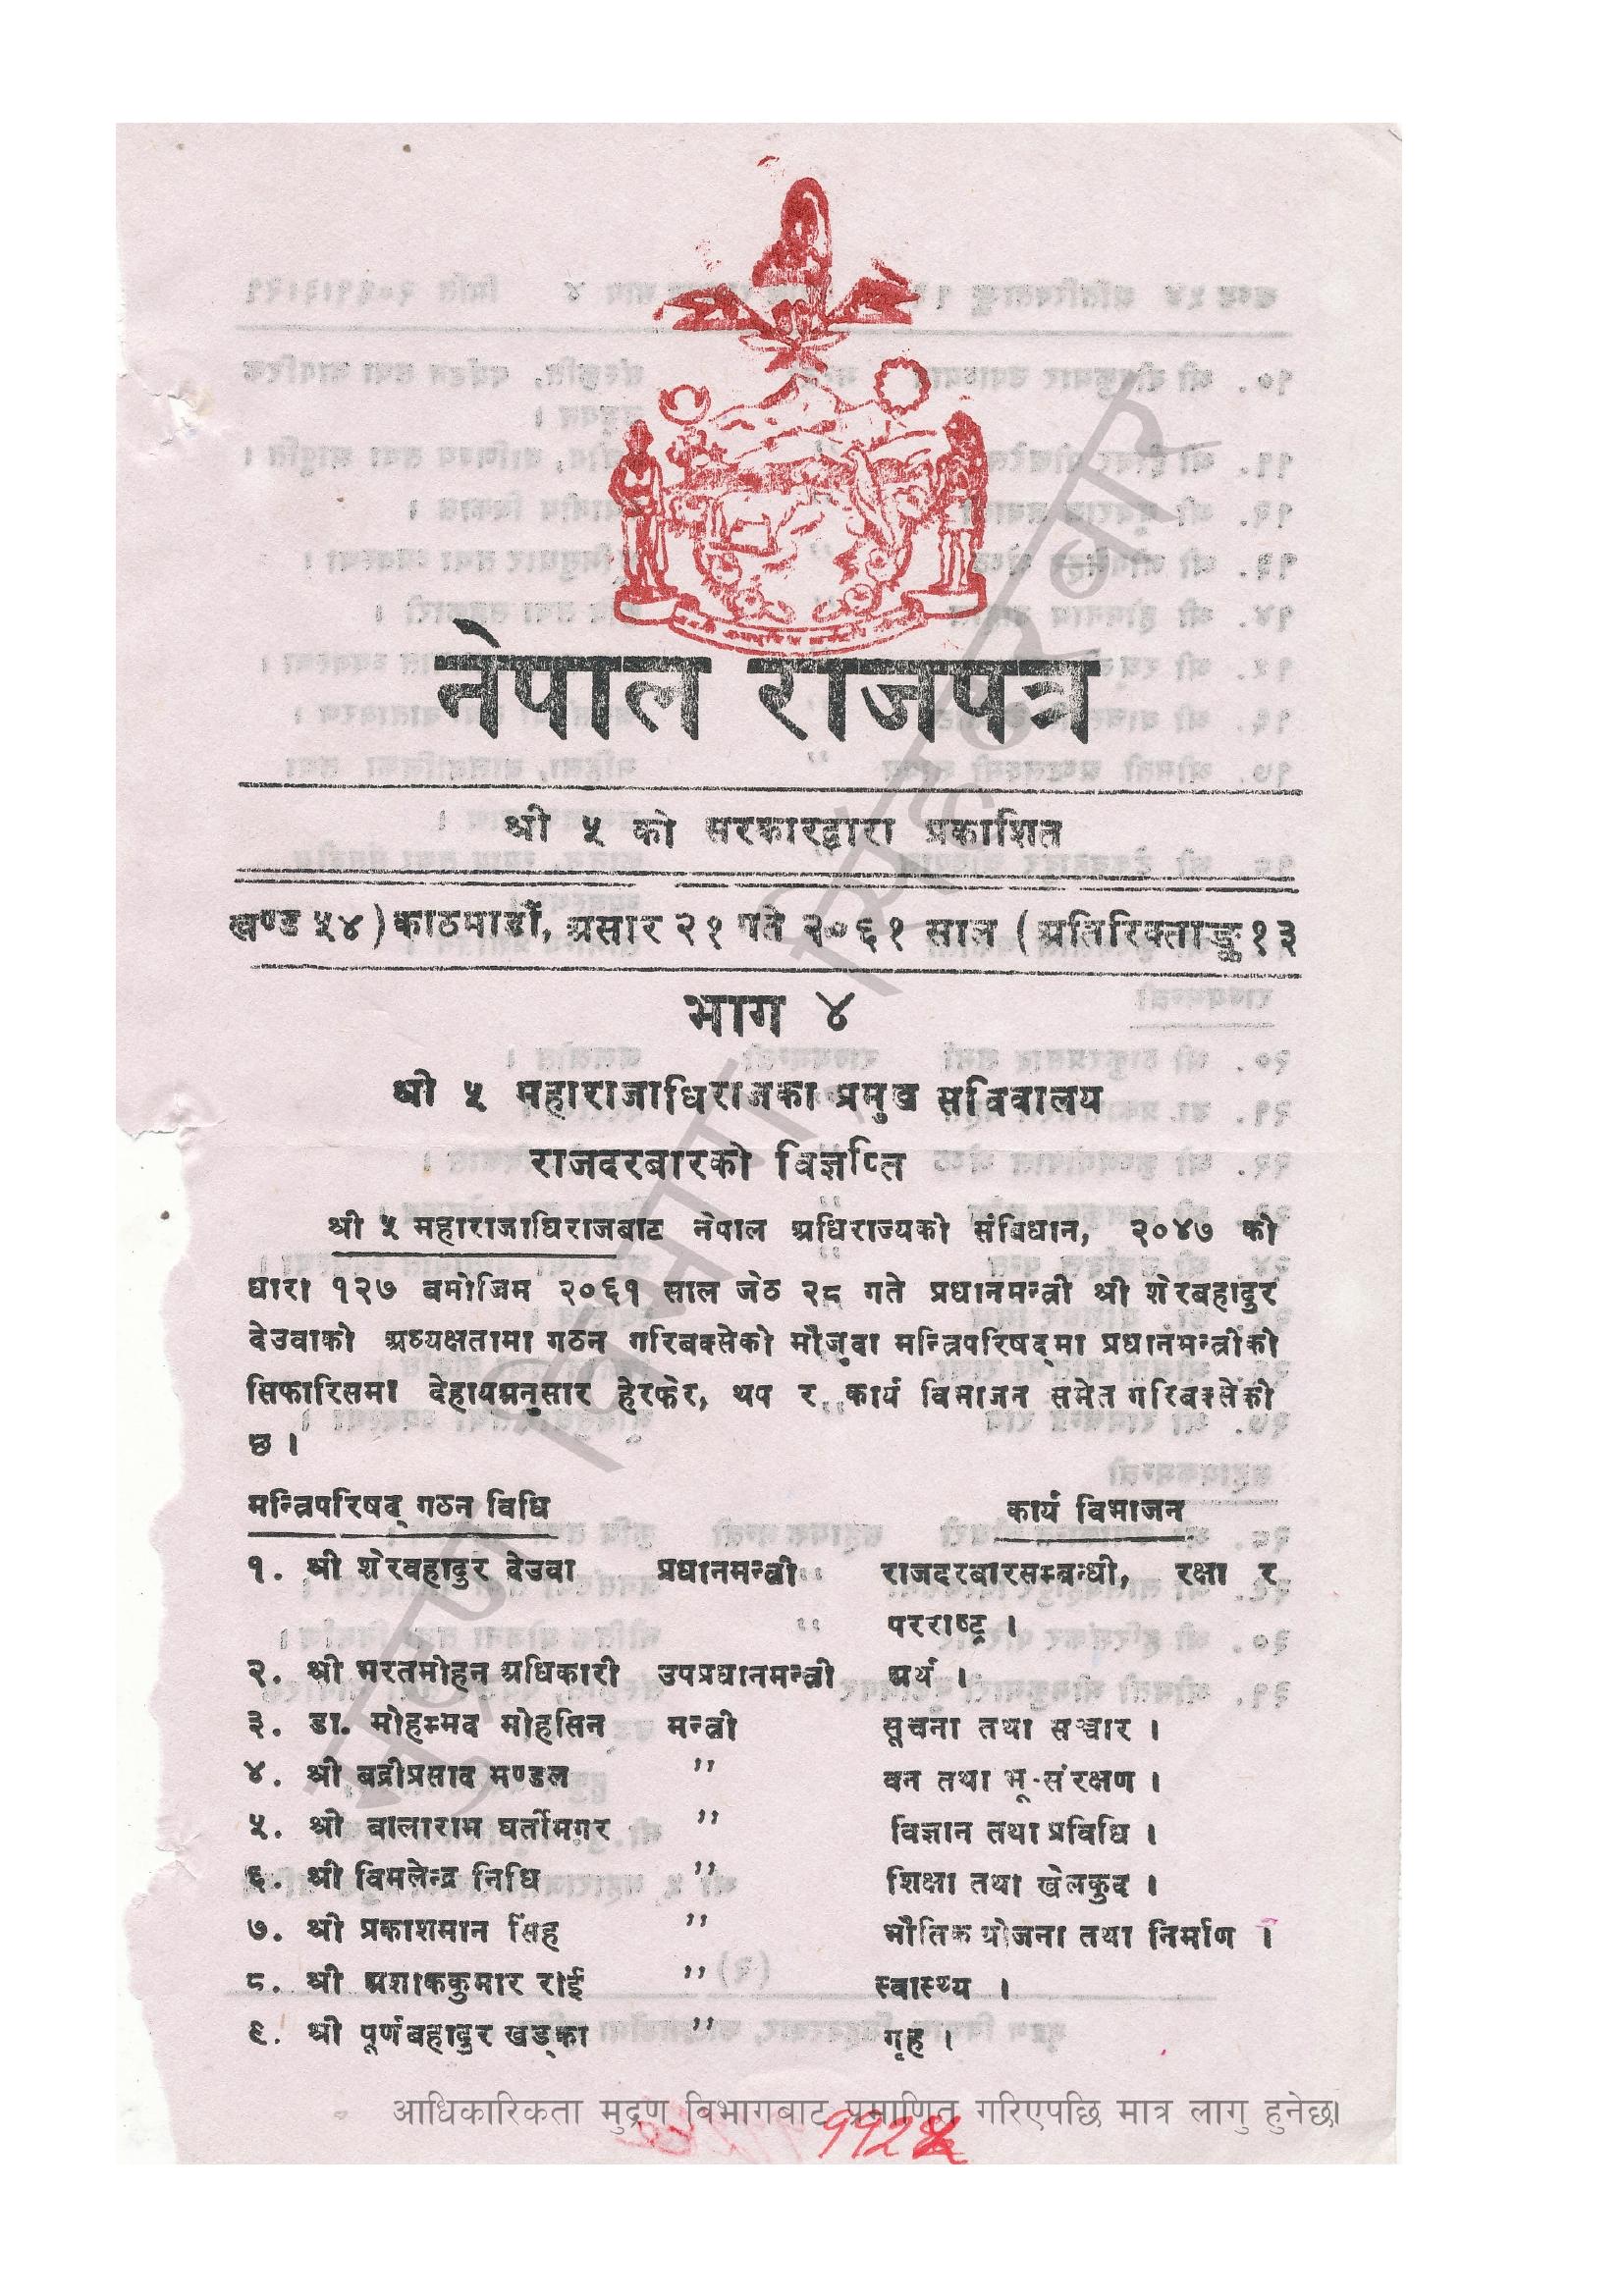 नेपाल राजपत्र
श्री ५ को सरकारद्वारा प्रकाशित
खण्ड ५४) काठमाडौं, असार २१ गते २०६१ साल (अतिरिक्ताङ्क १३
भाग ४
श्री ५ महाराजाधिराजका प्रमुख सचिवालय
राजदरबारको विज्ञप्ति
श्री ५ महाराजाधिराजबाट नेपाल अधिराज्यको संविधान, २०४७ को
धारा १२७ बमोजिम २०६१ साल जेठ २८ गते प्रधानमन्त्री श्री शेरबहादुर
देउवाको अध्यक्षतामा गठन गरिबक्सेको मौजुदा मन्त्रिपरिषद्मा प्रधानमन्त्रीको
सिफारिसमा देहायअनुसार हेरफेर, थप र कार्य विभाजन समेत गरिबक्सेको
छ ।
मन्त्रिपरिषद् गठन विधि कार्य विभाजन
१. श्री शेरबहादुर देउवा प्रधानमन्त्री राजदरबारसम्बन्धी, रक्षा र
परराष्ट्र ।
२. श्री भरतमोहन अधिकारी उपप्रधानमन्त्री अर्थ ।
३. डा. मोहम्मद मोहसिन मन्त्री सूचना तथा सञ्चार ।
४. श्री बद्रीप्रसाद मण्डल ,, वन तथा भू-संरक्षण ।
५. श्री बालाराम घर्तीमगर ,, विज्ञान तथा प्रविधि ।
६. श्री विमलेन्द्र निधि ,, शिक्षा तथा खेलकुद ।
७. श्री प्रकाशमान सिंह ,, भौतिक योजना तथा निर्माण ।
८. श्री अशोककुमार राई ,, स्वास्थ्य ।
९. श्री पूर्णबहादुर खड्का ,, गृह ।
आधिकारिकता मुद्रण विभागबाट प्रमाणित गरिएपछि मात्र लागु हुनेछ।